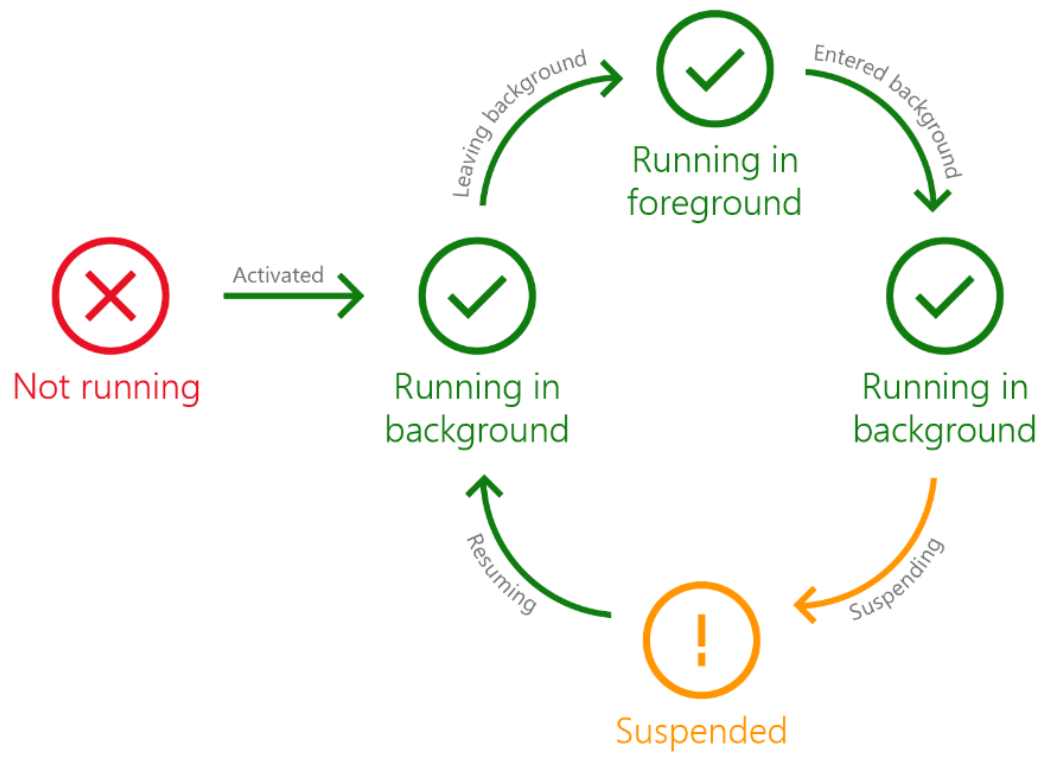 Leaving background
Entered background
Running in
foreground
Activated
Not running
Running in
background
Running in
background
Resuming
Suspending
Suspended